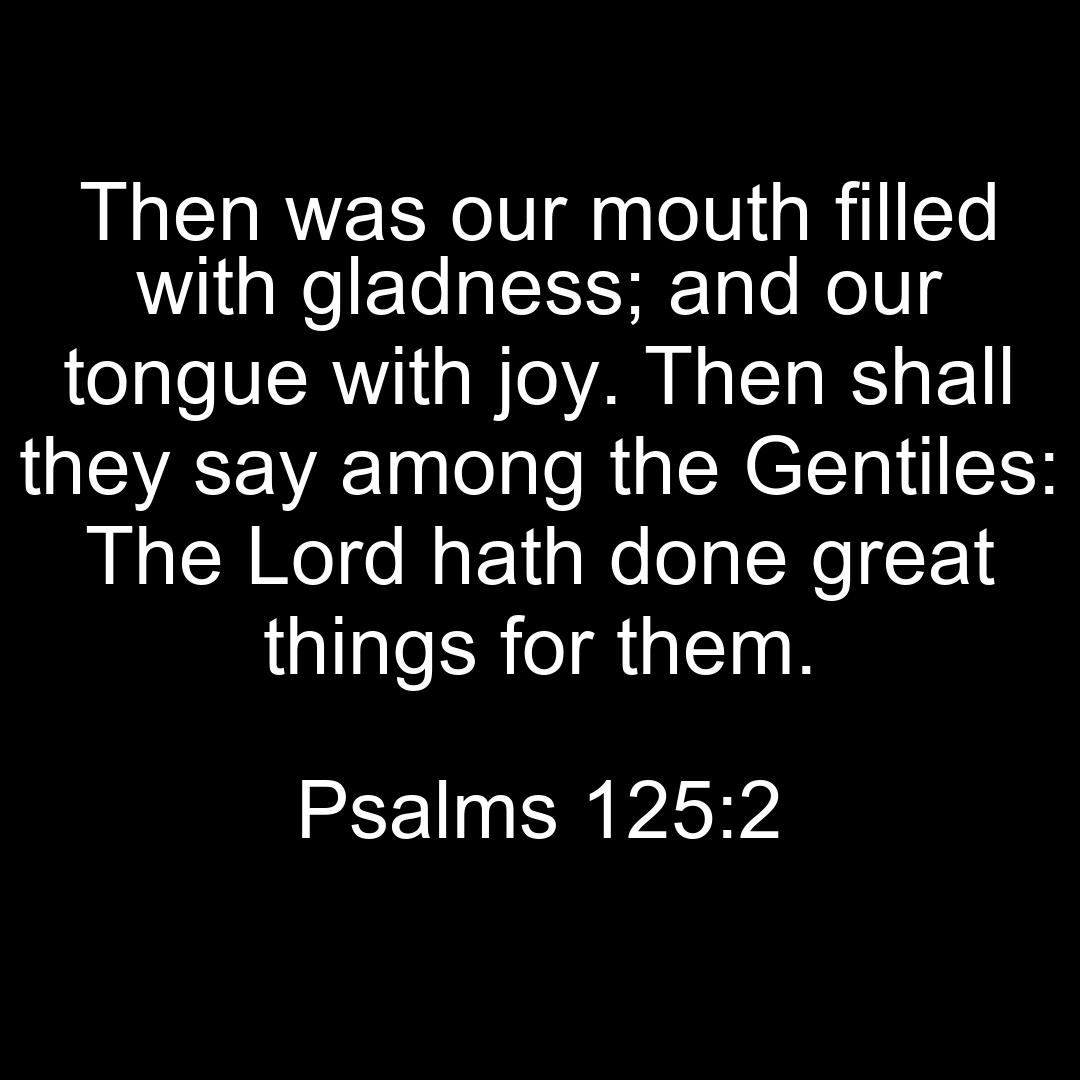 Then was our mouth filled
with gladness; and our
tongue with joy. Then shall
they say among the Gentiles:
The Lord hath done great
things for them.
Psalms 125:2